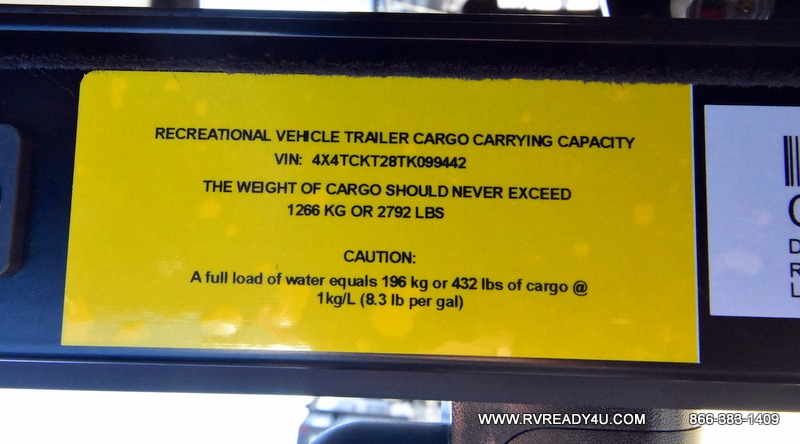 RECREATIONAL VEHICLE TRAILER CARGO CARRYING CAPACITY
VIN: 4X4TCKT28TK099442
THE WEIGHT OF CARGO SHOULD NEVER EXCEED
1266 KG OR 2792 LBS
CAUTION:
A full load of water equals 196 kg or 432 lbs of cargo @
1kg/L (8.3 lb per gal)
WWW.RVREADY4U.COM 866-383-1409